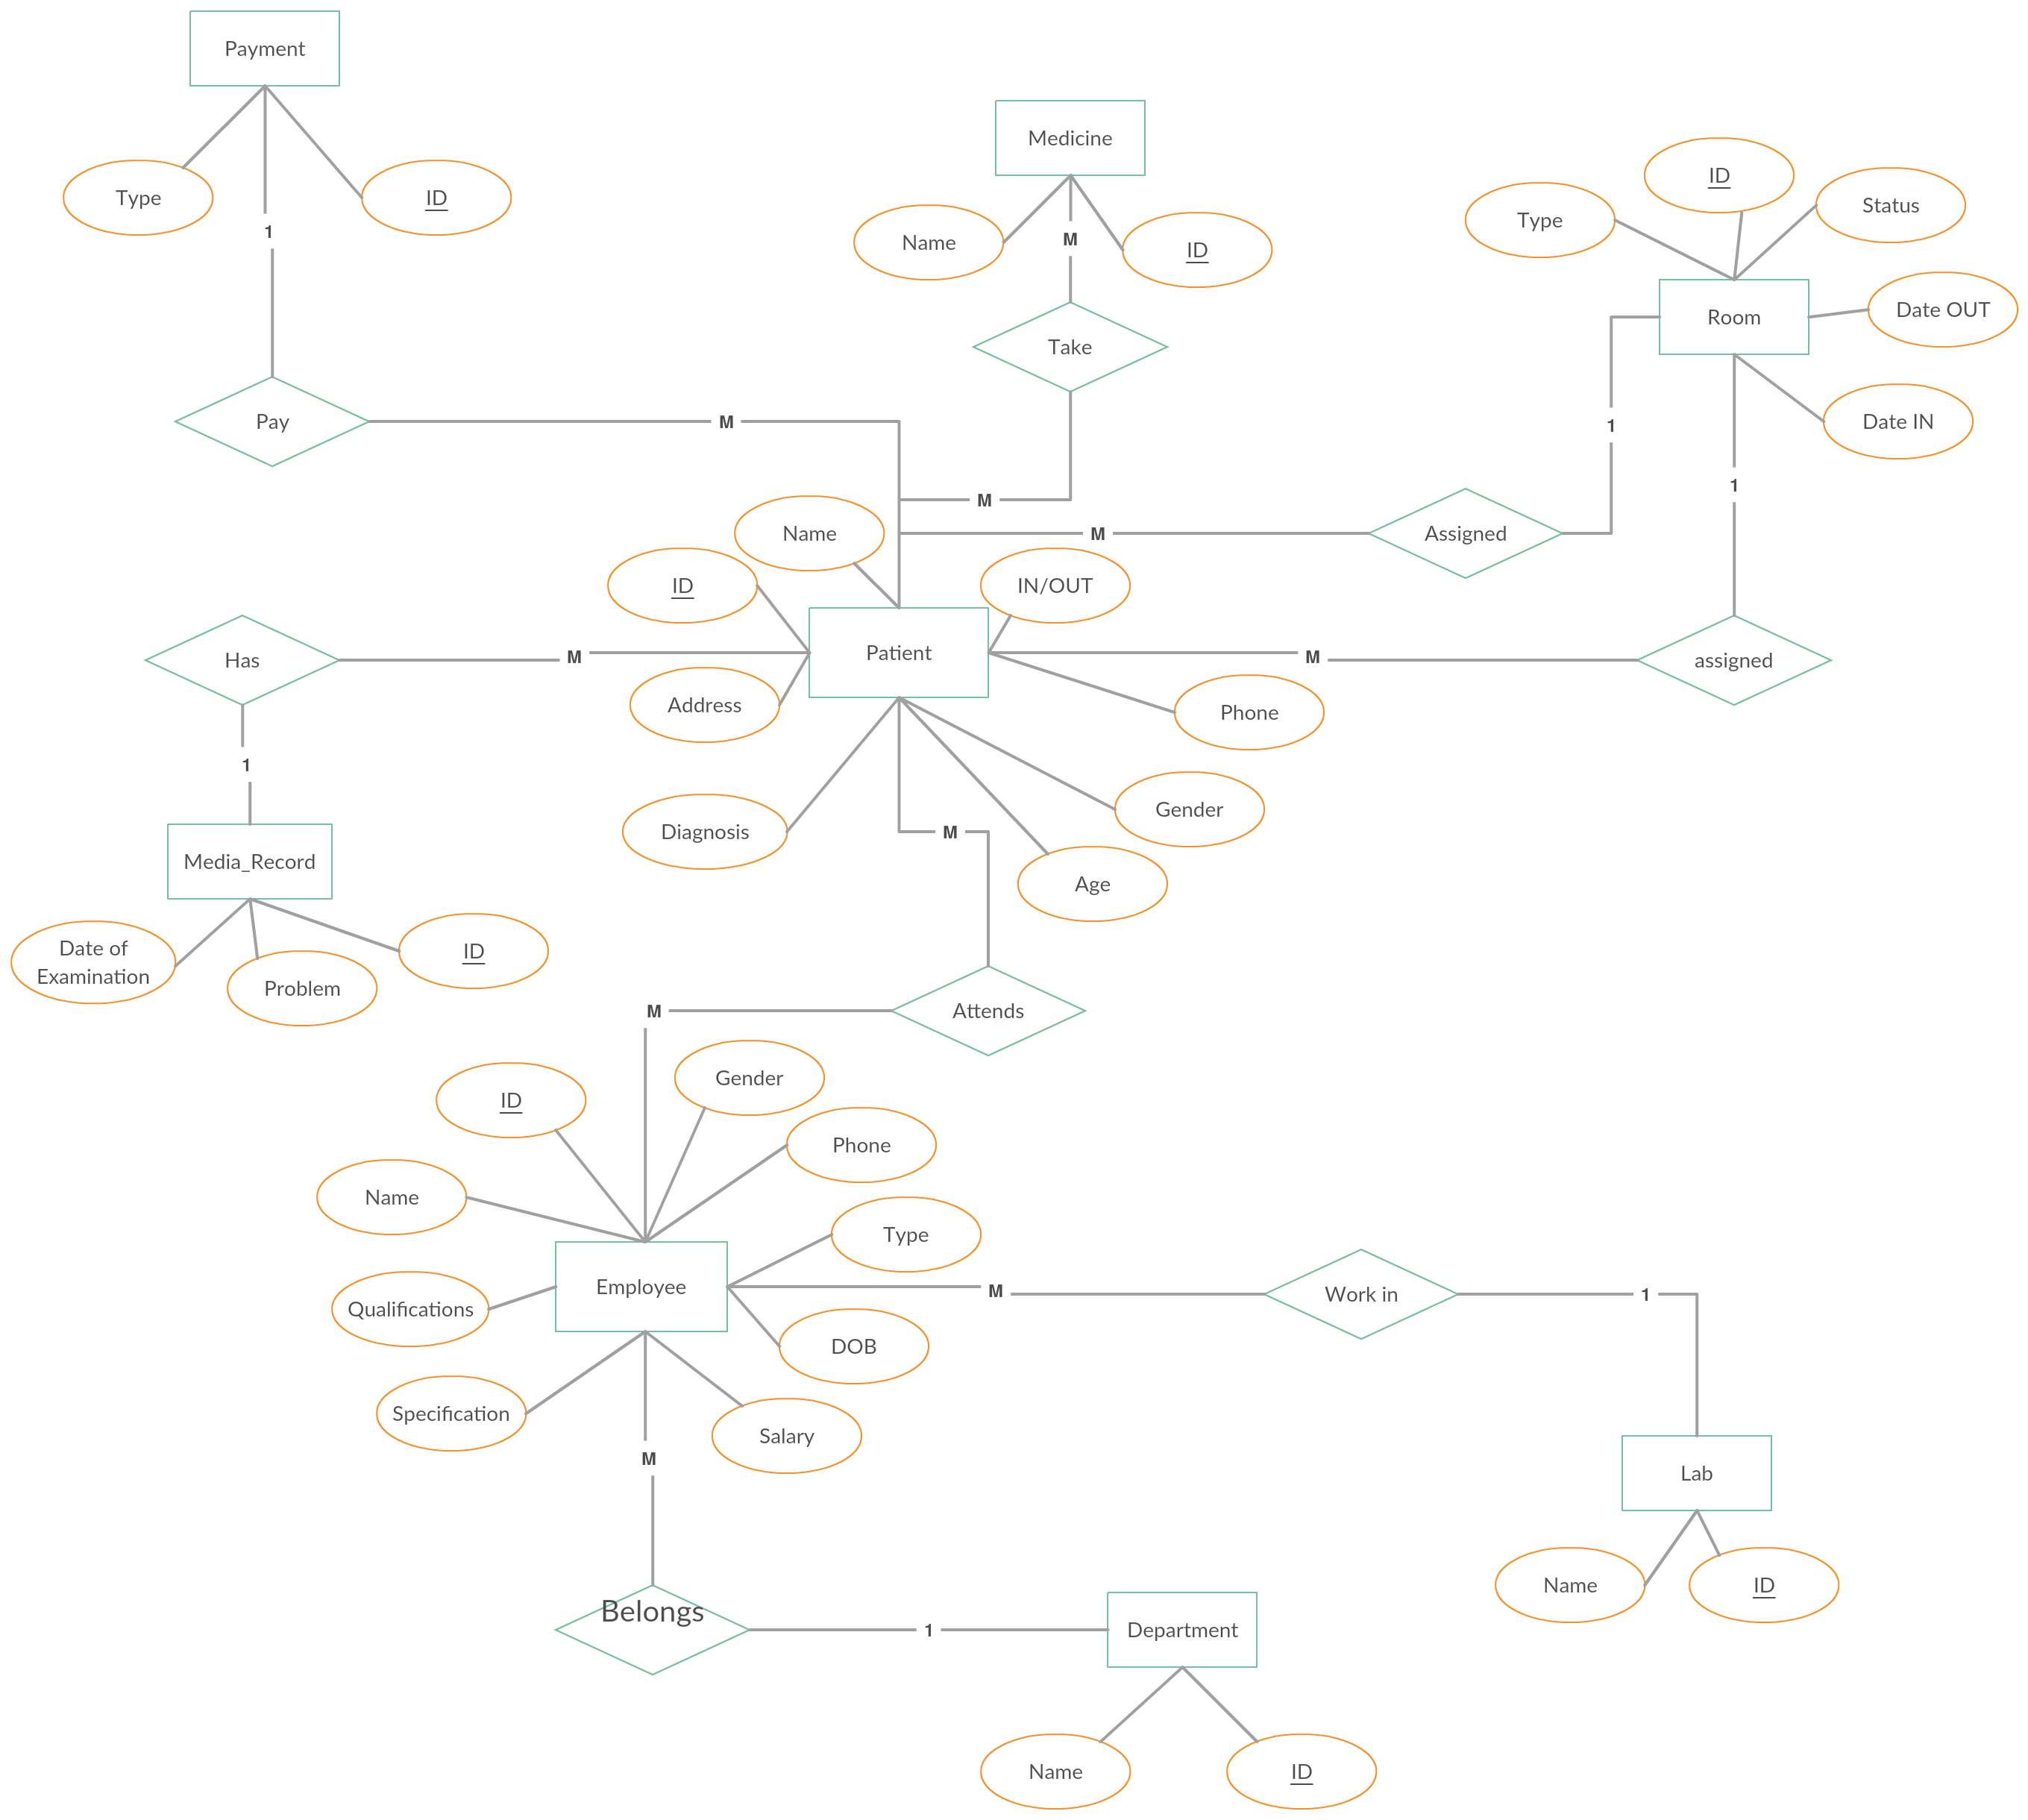 Payment
Type
ID
1
Pay
M
Medicine
Name
M
ID
Take
M
ID
Type
Status
Room
Date OUT
Date IN
1
1
M
Assigned
Name
ID
IN/OUT
Has
M
Patient
M
assigned
Address
Phone
1
Diagnosis
M
Gender
Media_Record
Age
Date of
Examination
Problem
ID
M
Attends
Gender
ID
Phone
Name
Type
Employee
M
Work in
1
Qualifications
DOB
Specification
Salary
M
Lab
Name
ID
Belongs
1
Department
Name
ID